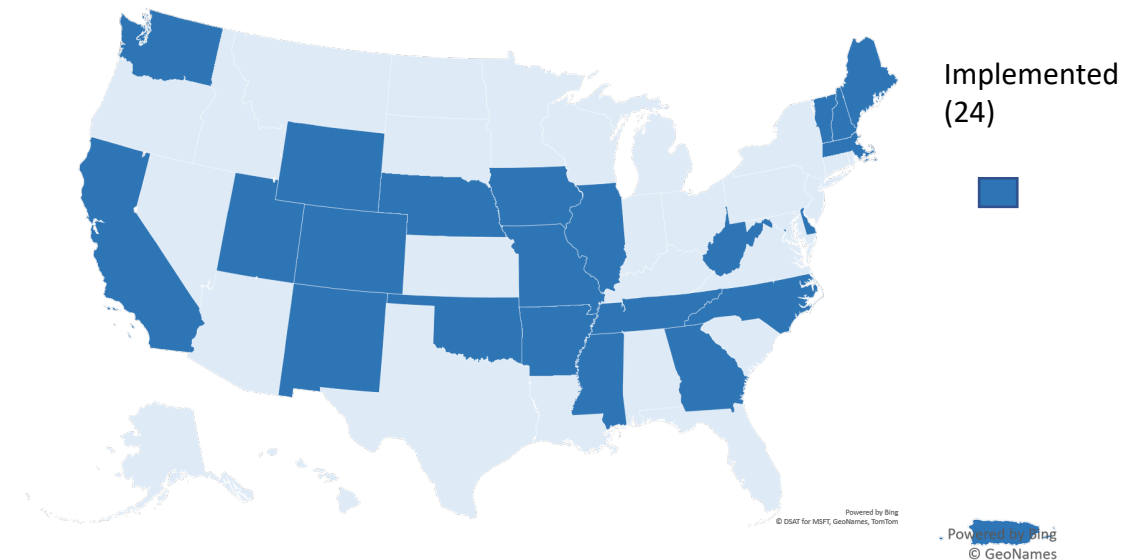 Implemented
(24)
Powered by Bing
© DSAT for MSFT, GeoNames, TomTom
Powered by Bing
© GeoNames